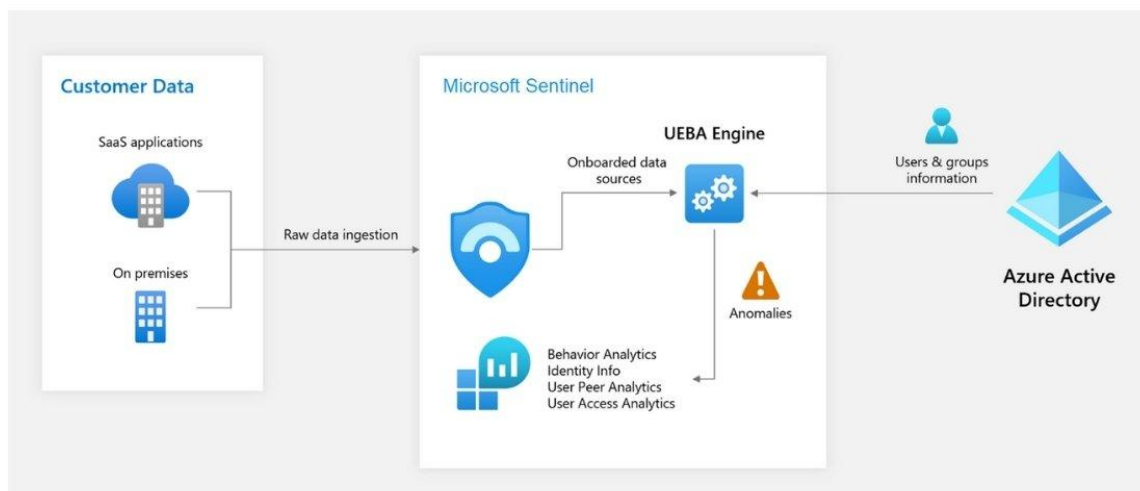 Customer Data
SaaS applications
On premises
Raw data ingestion
Microsoft Sentinel
UEBA Engine
Onboarded data
sources
Anomalies
Behavior Analytics
Identity Info
User Peer Analytics
User Access Analytics
Users & groups
information
Azure Active
Directory